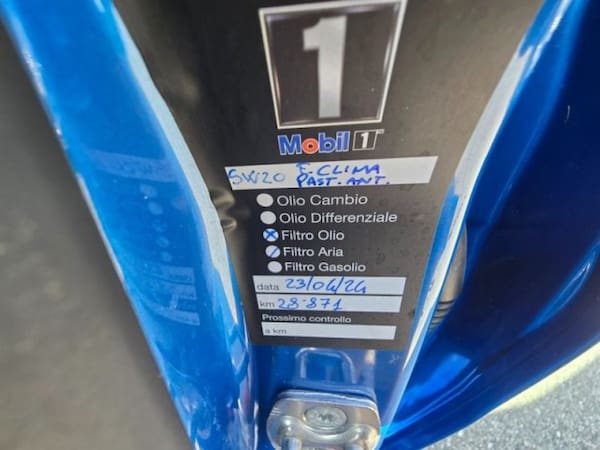 1
Mobil 1
5W20 F. CLIMA
PAST. ANT.
Olio Cambio
Olio Differenziale
Filtro Olio
Filtro Aria
Filtro Gasolio
data 23/04/24
km 28.871
Prossimo controllo
a km